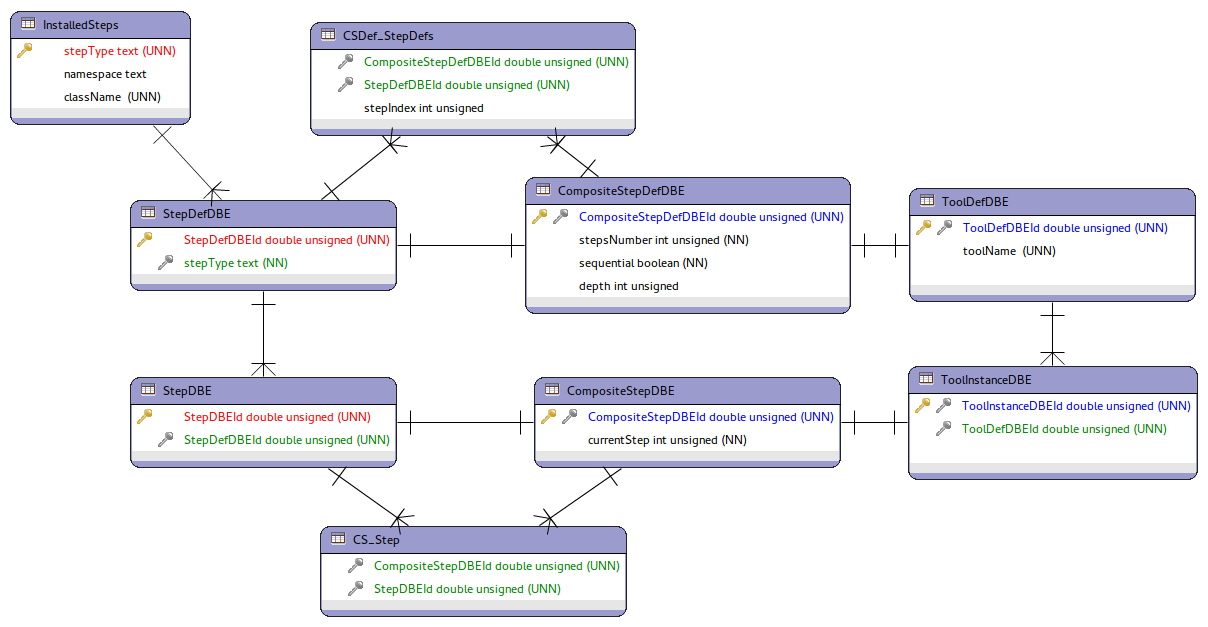 InstalledSteps
stepType text (UNN)
namespace text
className (UNN)
CSDef_StepDefs
CompositeStepDefDBEId double unsigned (UNN)
StepDefDBEId double unsigned (UNN)
stepIndex int unsigned
StepDefDBE
StepDefDBEId double unsigned (UNN)
stepType text (NN)
CompositeStepDefDBE
CompositeStepDefDBEId double unsigned (UNN)
stepsNumber int unsigned (NN)
sequential boolean (NN)
depth int unsigned
ToolDefDBE
ToolDefDBEId double unsigned (UNN)
toolName (UNN)
StepDBE
StepDBEId double unsigned (UNN)
StepDefDBEId double unsigned (UNN)
CompositeStepDBE
CompositeStepDBEId double unsigned (UNN)
currentStep int unsigned (NN)
ToolInstanceDBE
ToolInstanceDBEId double unsigned (UNN)
ToolDefDBEId double unsigned (UNN)
CS_Step
CompositeStepDBEId double unsigned (UNN)
StepDBEId double unsigned (UNN)